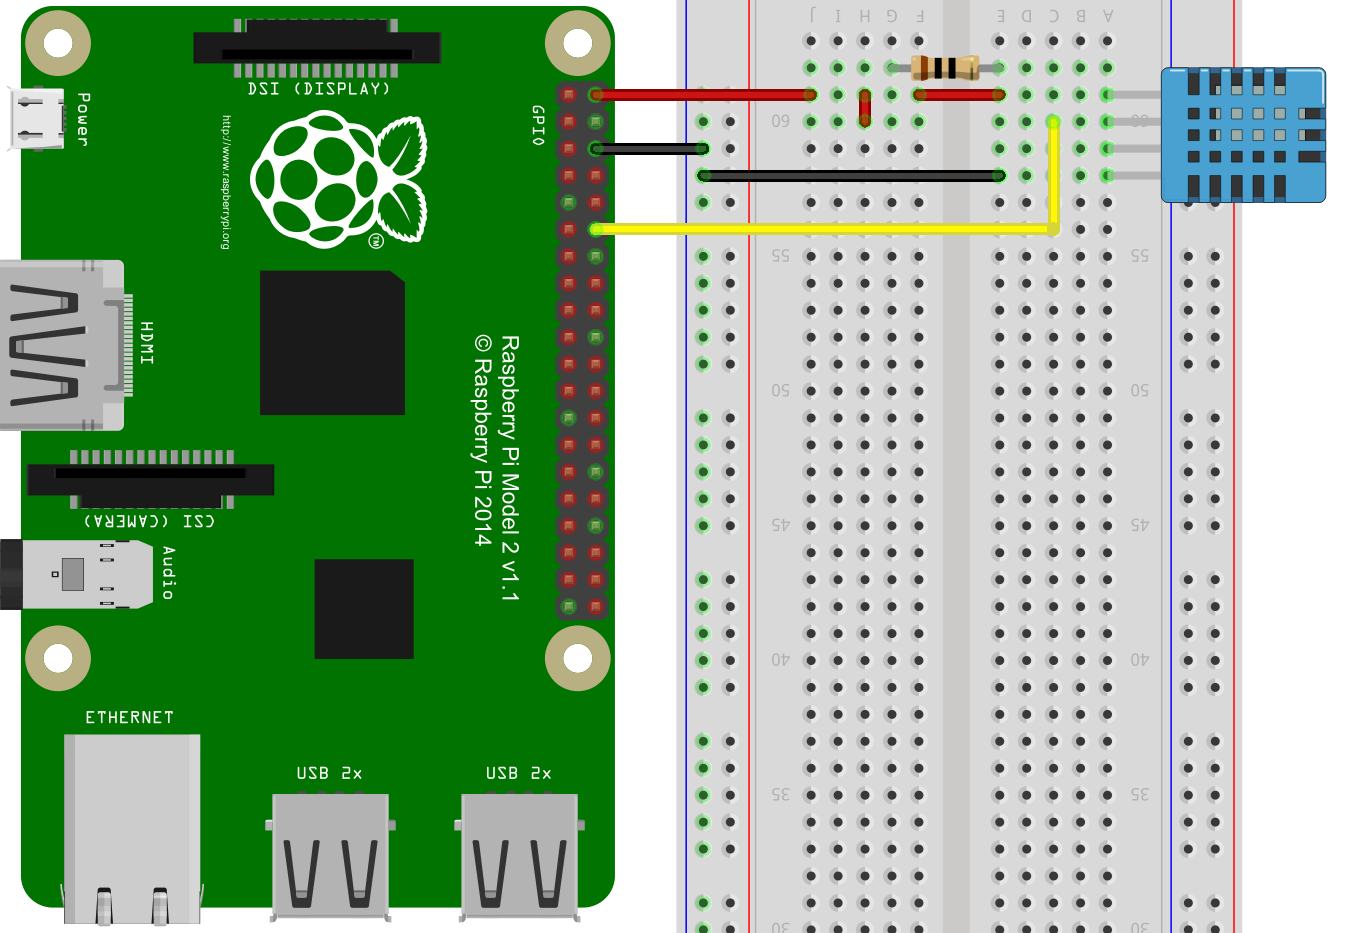 DSI (DISPLAY)
Power
GPIO
http://www.raspberrypi.org
TM
HDMI
Raspberry Pi Model 2 v1.1
© Raspberry Pi 2014
CSI (CAMERA)
Audio
ETHERNET
USB 2x
USB 2x
J I H G F E D C B A
60 60
55 55
50 50
45 45
40 40
35 35
30 30